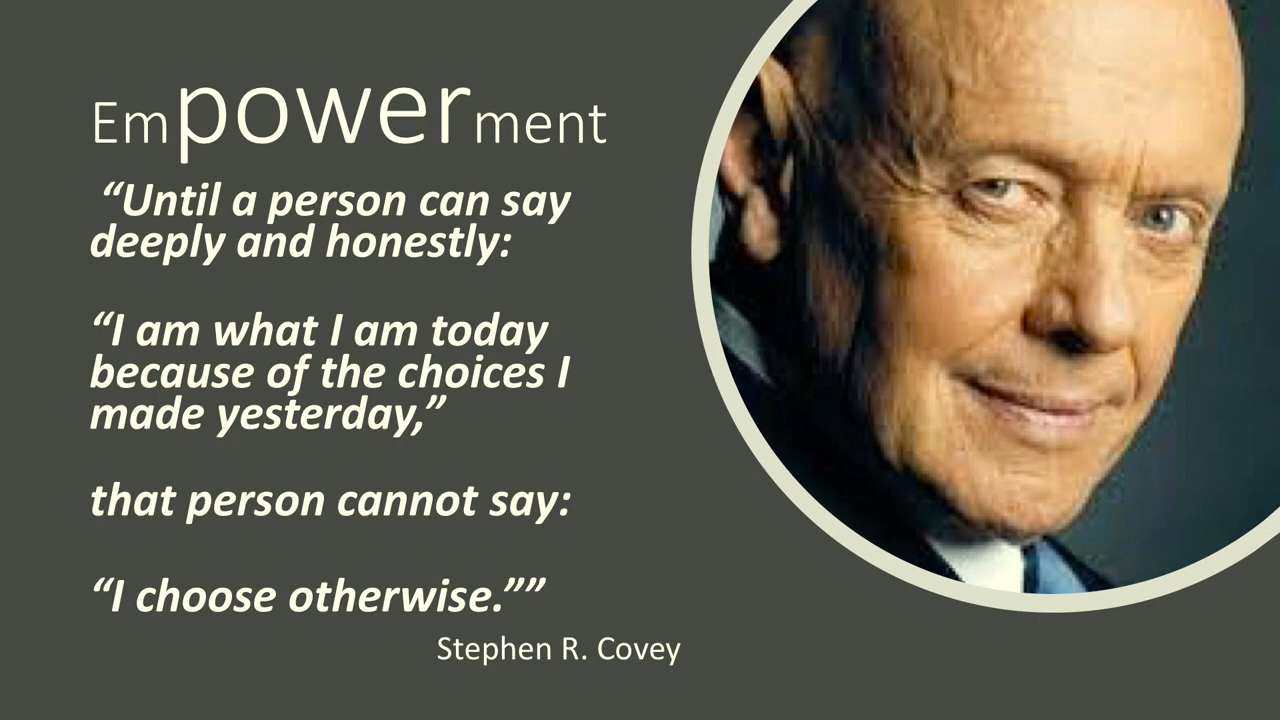 Empowerment
“Until a person can say
deeply and honestly:
“I am what I am today
because of the choices I
made yesterday,”
that person cannot say:
“I choose otherwise.””
Stephen R. Covey